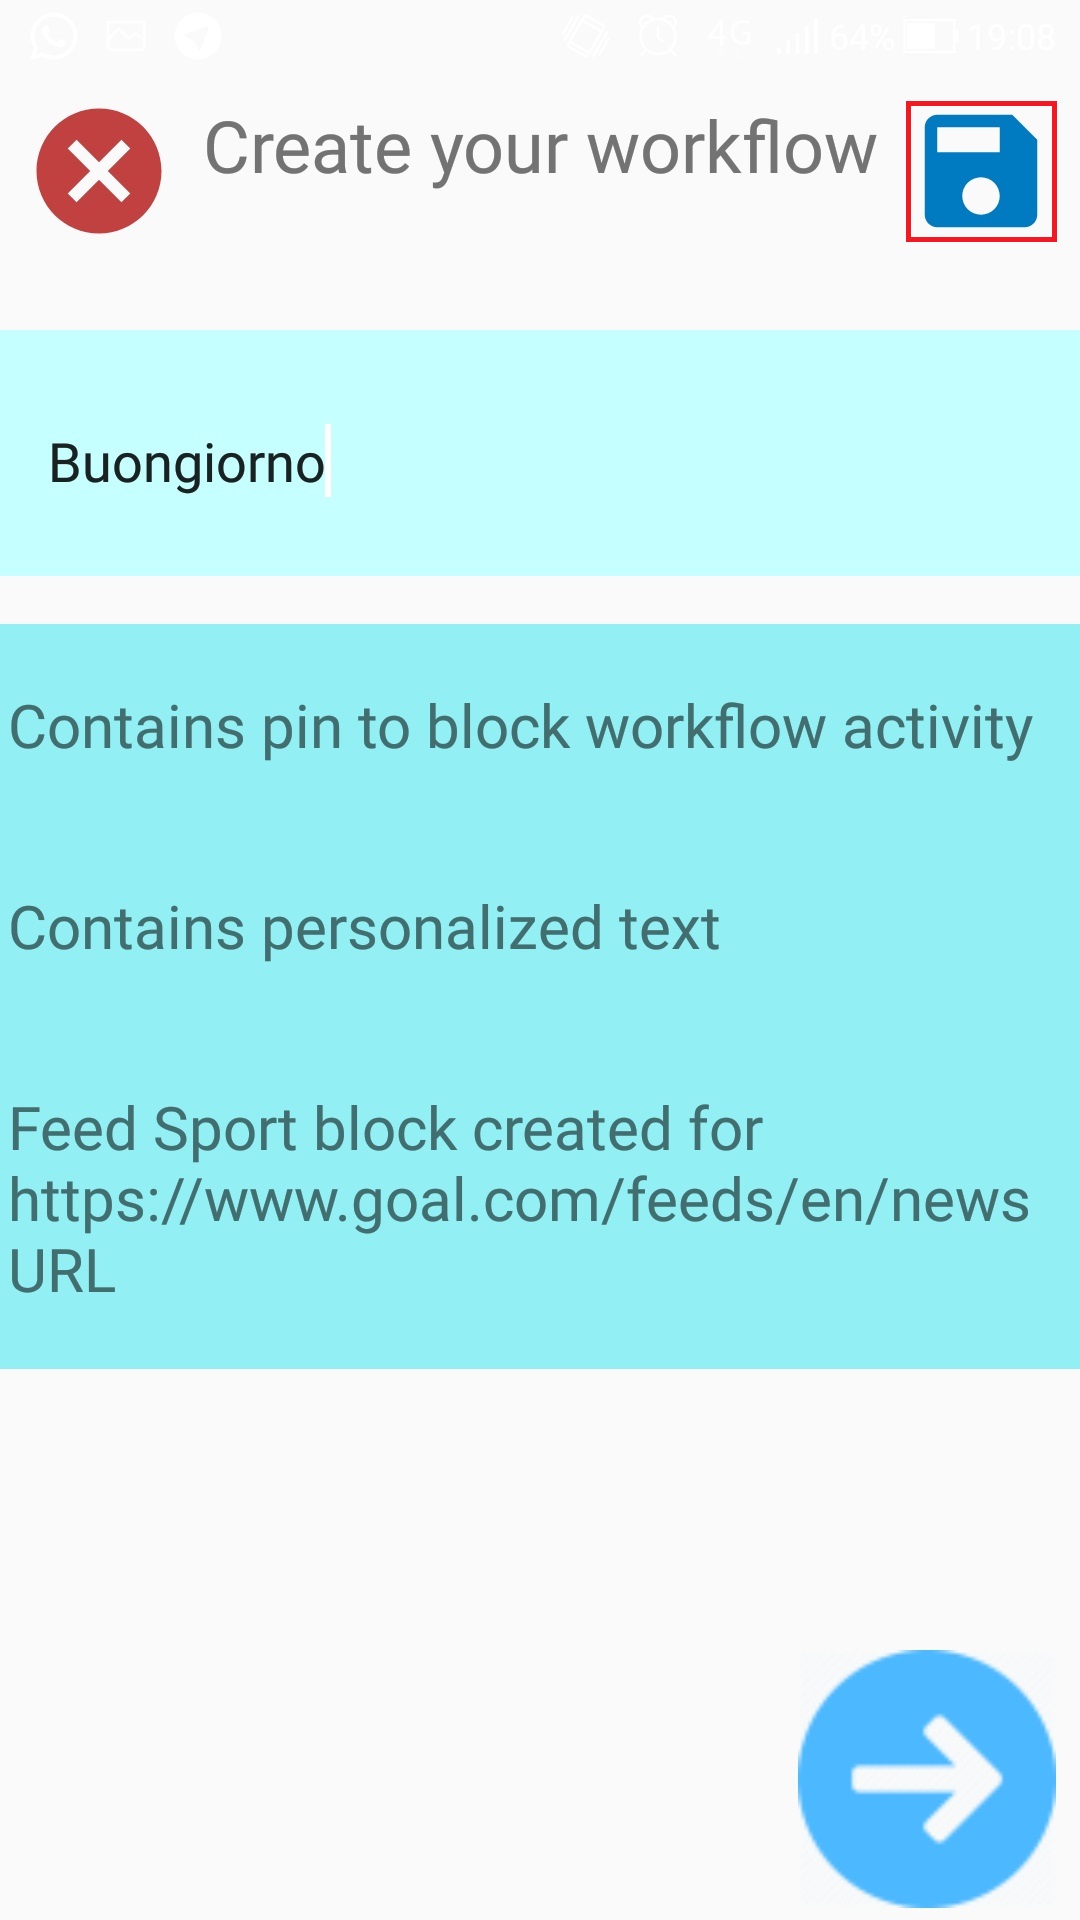 4G 64% 19:08
Create your workflow
Buongiorno
Contains pin to block workflow activity
Contains personalized text
Feed Sport block created for
https://www.goal.com/feeds/en/news
URL